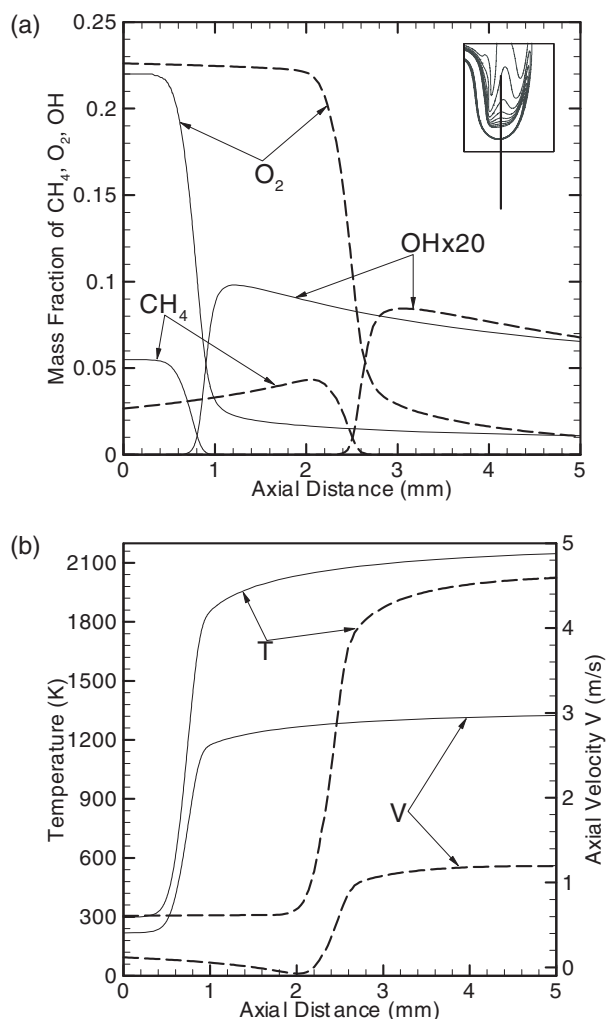 (a)
0.25
0.2
0.15
0.1
0.05
0
Mass Fraction of CH4, O2, OH
O2
OHx20
CH4
0 1 2 3 4 5
Axial Distance (mm)
(b)
2100
1800
1500
1200
900
600
300
0
Temperature (K)
T
V
5
4
3
2
1
0
Axial Velocity V (m/s)
0 1 2 3 4 5
Axial Distance (mm)